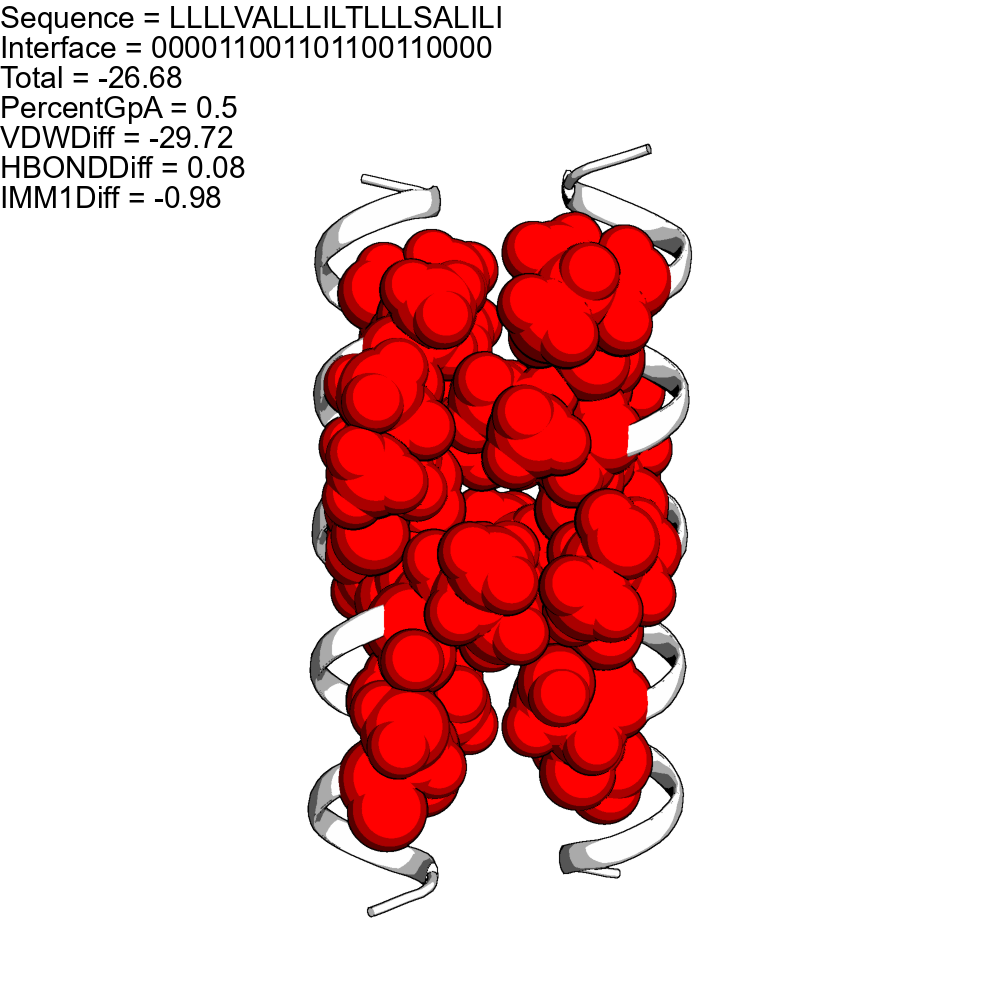 Sequence = LLLLVALLLILTLLLSALILI
Interface = 000011001101100110000
Total = -26.68
PercentGpA = 0.5
VDWDiff = -29.72
HBONDDiff = 0.08
IMM1Diff = -0.98